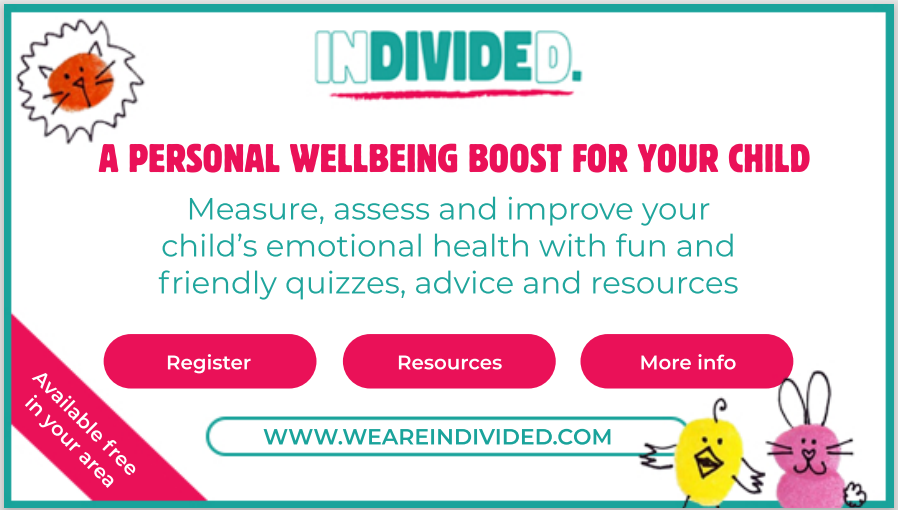 INDIVIDED.
A PERSONAL WELLBEING BOOST FOR YOUR CHILD
Measure, assess and improve your
child's emotional health with fun and
friendly quizzes, advice and resources
Register
Resources
More info
Available free
in your area
WWW.WEAREINDIVIDED.COM